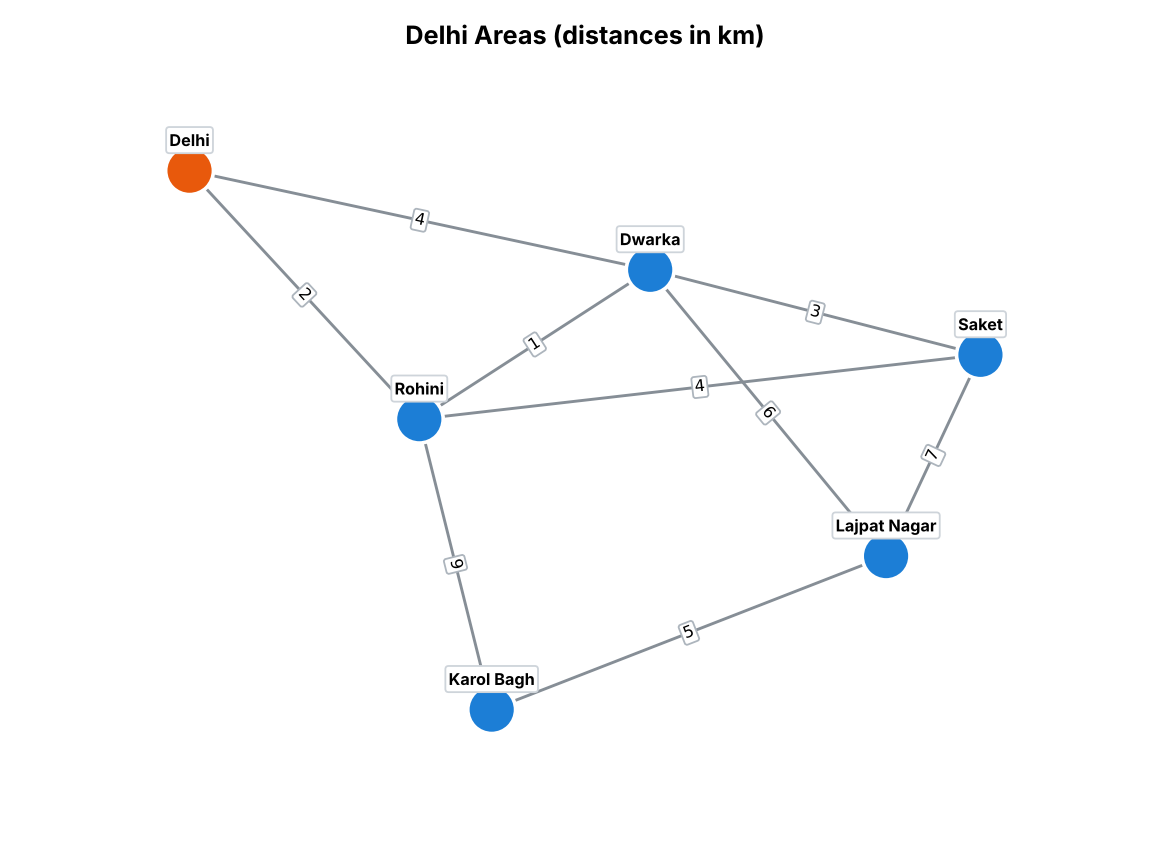 Delhi Areas (distances in km)
Delhi
4
Dwarka
2
3
Saket
1
Rohini
4
6
7
Lajpat Nagar
9
5
Karol Bagh